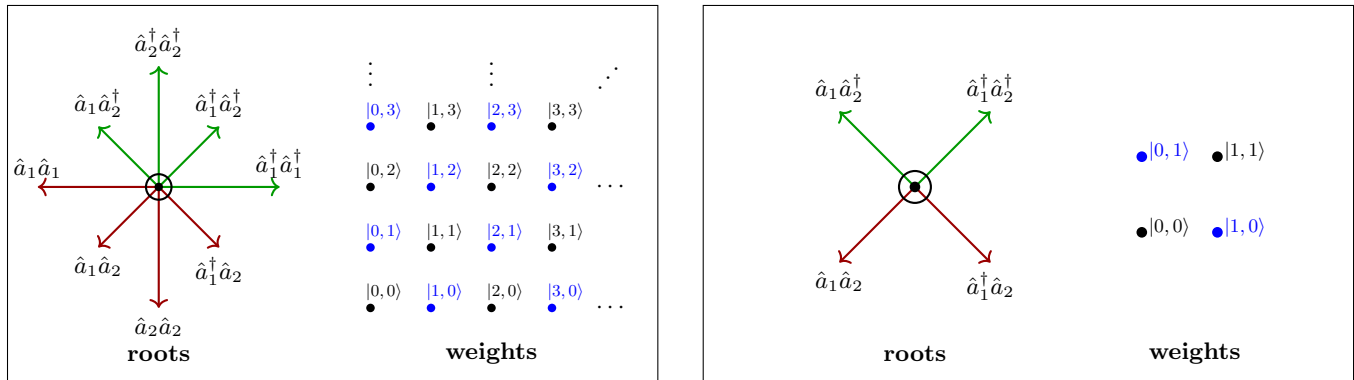 â₂†â₂†
â₁â₂† â₁†â₂†
â₁â₁ â₁†â₁†
â₁â₂ â₁†â₂
â₂â₂
roots
⋮ ⋮ ⋰
|0,3⟩ |1,3⟩ |2,3⟩ |3,3⟩
|0,2⟩ |1,2⟩ |2,2⟩ |3,2⟩ ⋯
|0,1⟩ |1,1⟩ |2,1⟩ |3,1⟩
|0,0⟩ |1,0⟩ |2,0⟩ |3,0⟩ ⋯
weights
â₁â₂† â₁†â₂†
â₁â₂ â₁†â₂
roots
|0,1⟩ |1,1⟩
|0,0⟩ |1,0⟩
weights